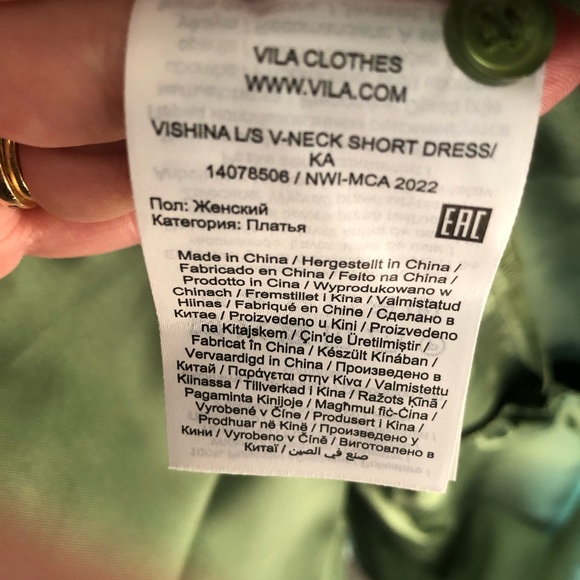 VILA CLOTHES
WWW.VILA.COM
VISHINA L/S V-NECK SHORT DRESS/
KA
14078506 / NWI-MCA 2022
Пол: Женский
Категория: Платья
EAC
Made in China / Hergestellt in China /
Fabricado en China / Feito na China /
Prodotto in Cina / Wyprodukowano w
Chinach / Fremstillet i Kina / Valmistatud
Hiinas / Fabriqué en Chine / Сделано в
Китае / Proizvedeno u Kini / Proizvedeno
na Kitajskem / Çin'de Üretilmiştir /
Fabricat în China / Készült Kínában /
Vervaardigd in China / Произведено в
Китай / Παράγεται στην Κίνα / Valmistettu
Kiinassa / Tillverkad i Kina / Ražots Ķīnā /
Pagaminta Kinijoje / Magħmul fiċ-Ċina /
Vyrobené v Číne / Produsert i Kina /
Prodhuar në Kinë / Произведено у
Кини / Vyrobeno v Číně / Виготовлено в
Китаї / صنع في الصين